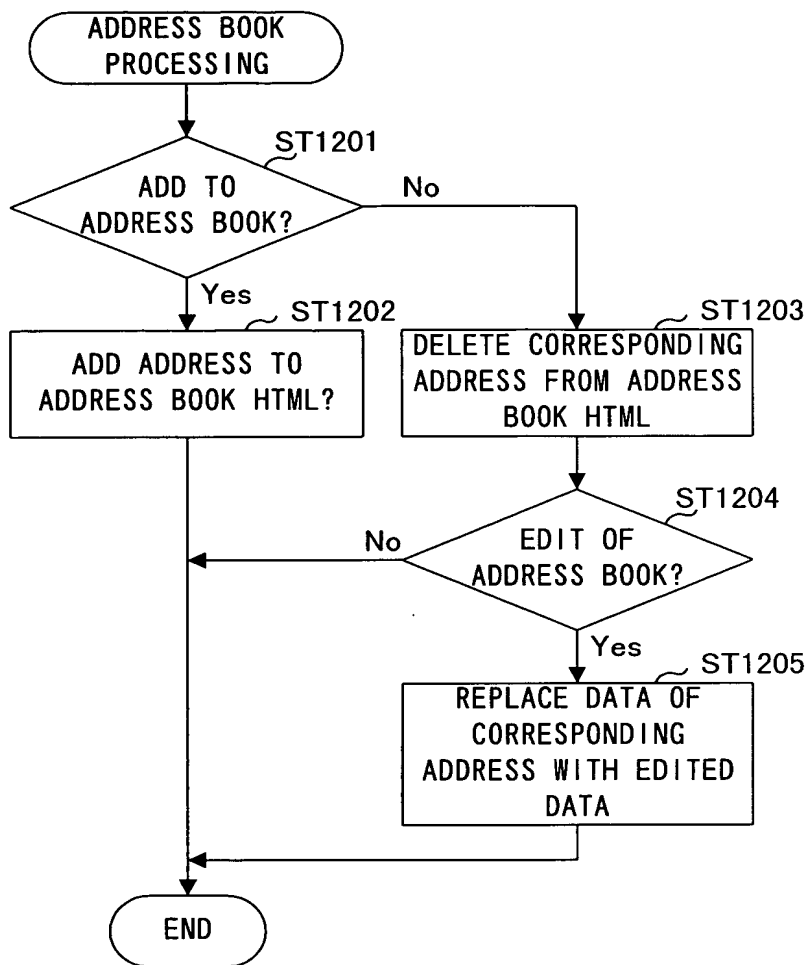 ADDRESS BOOK
PROCESSING
ST1201
ADD TO
ADDRESS BOOK?
No
Yes
ST1202
ADD ADDRESS TO
ADDRESS BOOK HTML?
ST1203
DELETE CORRESPONDING
ADDRESS FROM ADDRESS
BOOK HTML
ST1204
EDIT OF
ADDRESS BOOK?
No
Yes
ST1205
REPLACE DATA OF
CORRESPONDING
ADDRESS WITH EDITED
DATA
END